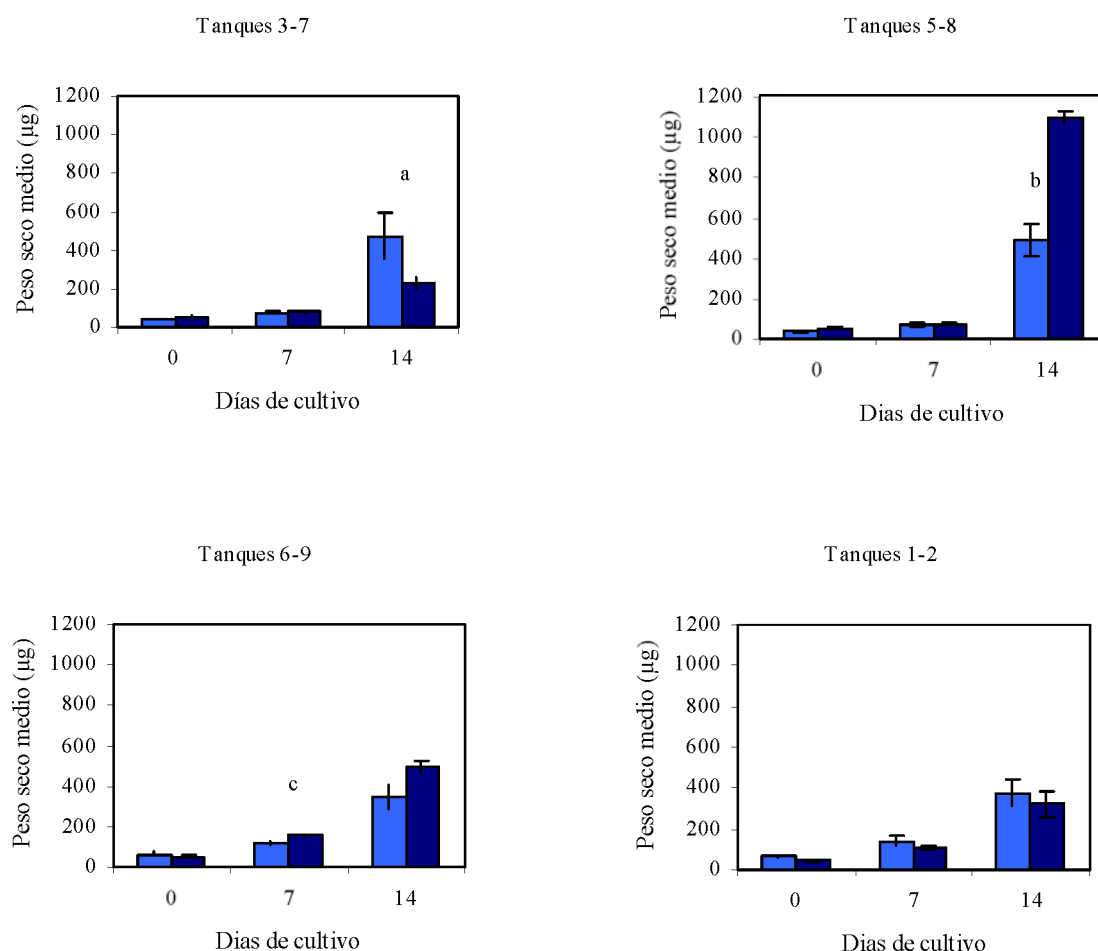 Tanques 3-7
Peso seco medio (µg)
1200
1000
800
600
400
200
0
a
0 7 14
Días de cultivo
Tanques 5-8
Peso seco medio (µg)
1200
1000
800
600
400
200
0
b
0 7 14
Dias de cultivo
Tanques 6-9
Peso seco medio (µg)
1200
1000
800
600
400
200
0
c
0 7 14
Días de cultivo
Tanques 1-2
Peso seco medio (µg)
1200
1000
800
600
400
200
0
0 7 14
Dias de cultivo